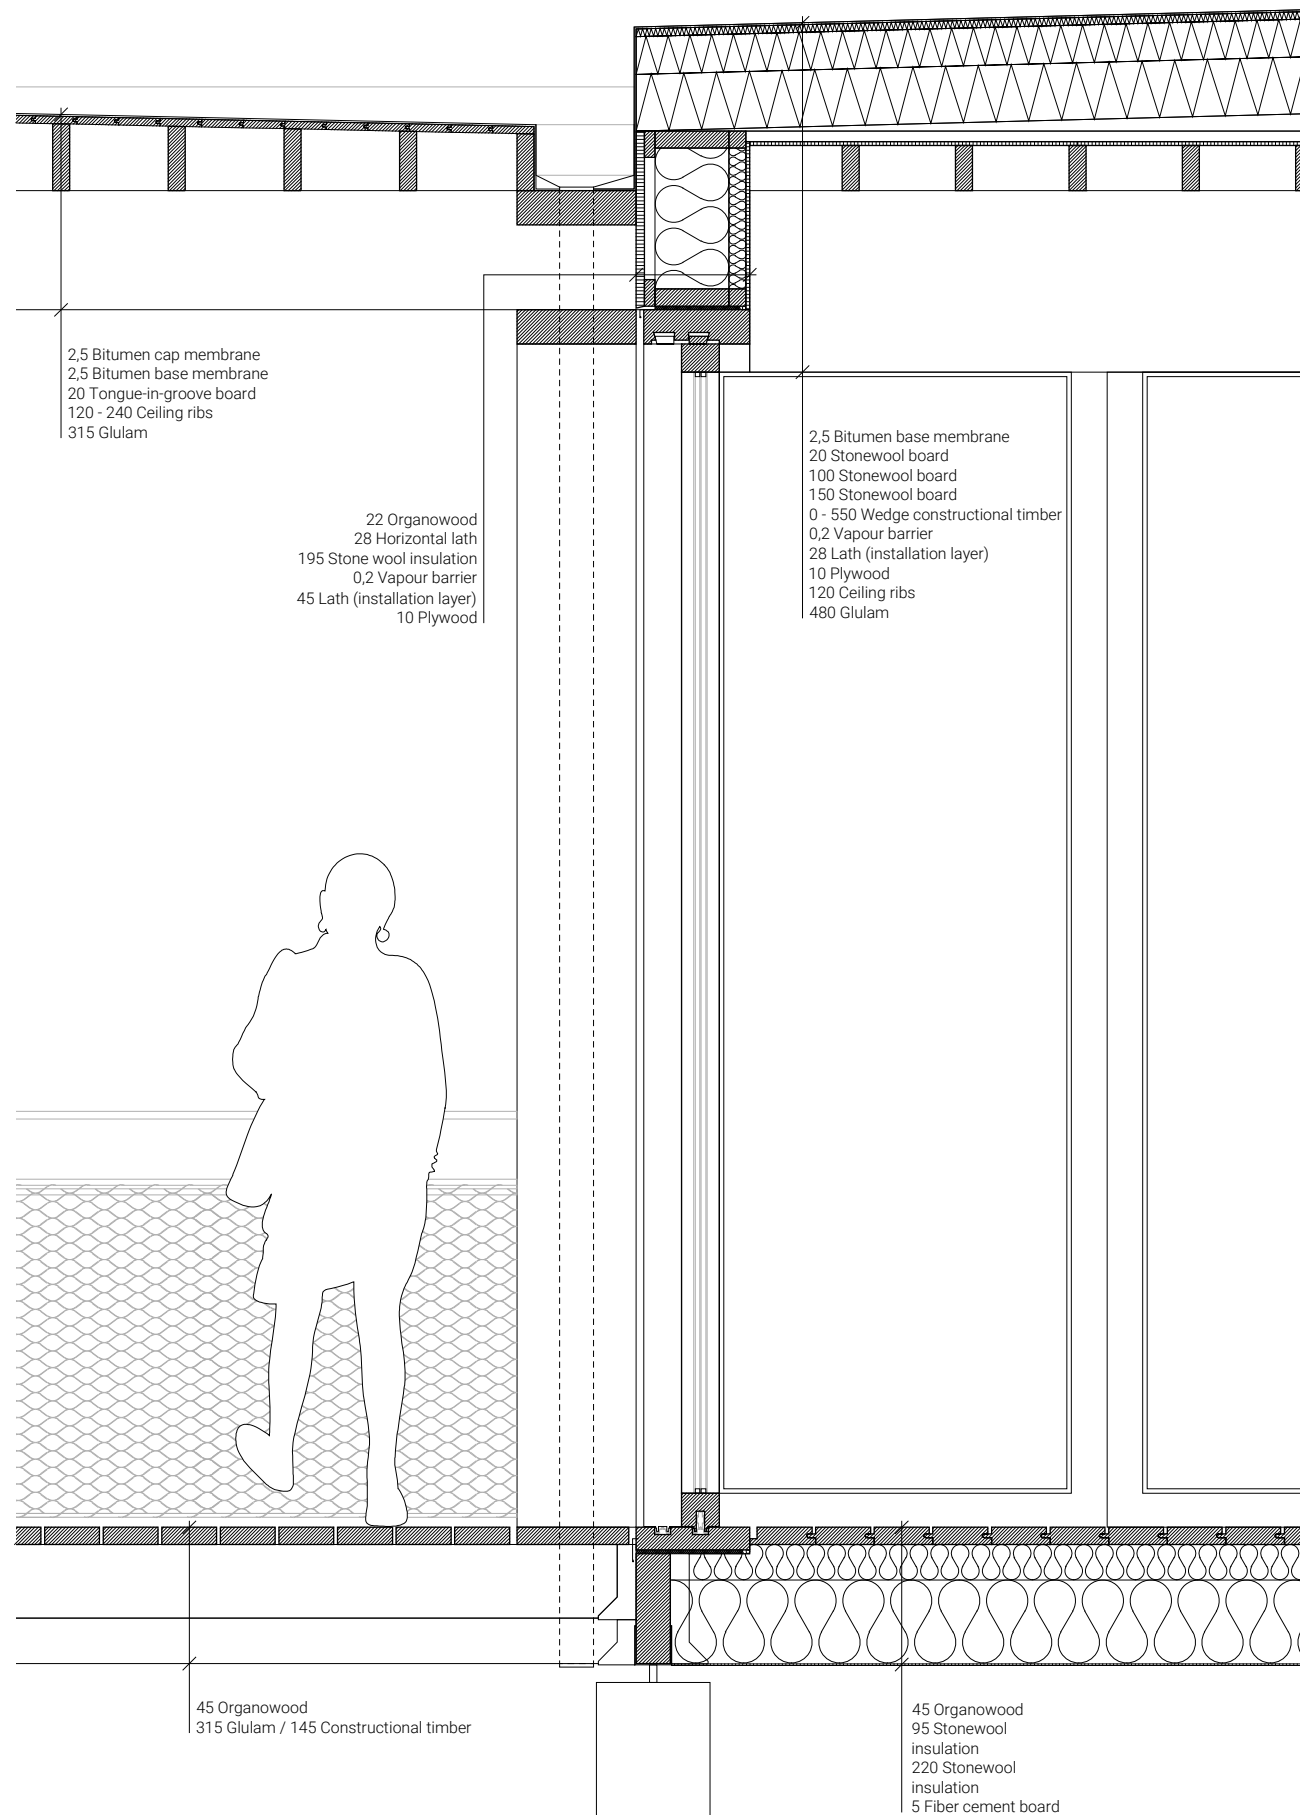 2,5 Bitumen cap membrane
2,5 Bitumen base membrane
20 Tongue-in-groove board
120 - 240 Ceiling ribs
315 Glulam
22 Organowood
28 Horizontal lath
195 Stone wool insulation
0,2 Vapour barrier
45 Lath (installation layer)
10 Plywood
2,5 Bitumen base membrane
20 Stonewool board
100 Stonewool board
150 Stonewool board
0 - 550 Wedge constructional timber
0,2 Vapour barrier
28 Lath (installation layer)
10 Plywood
120 Ceiling ribs
480 Glulam
45 Organowood
315 Glulam / 145 Constructional timber
45 Organowood
95 Stonewool
insulation
220 Stonewool
insulation
5 Fiber cement board